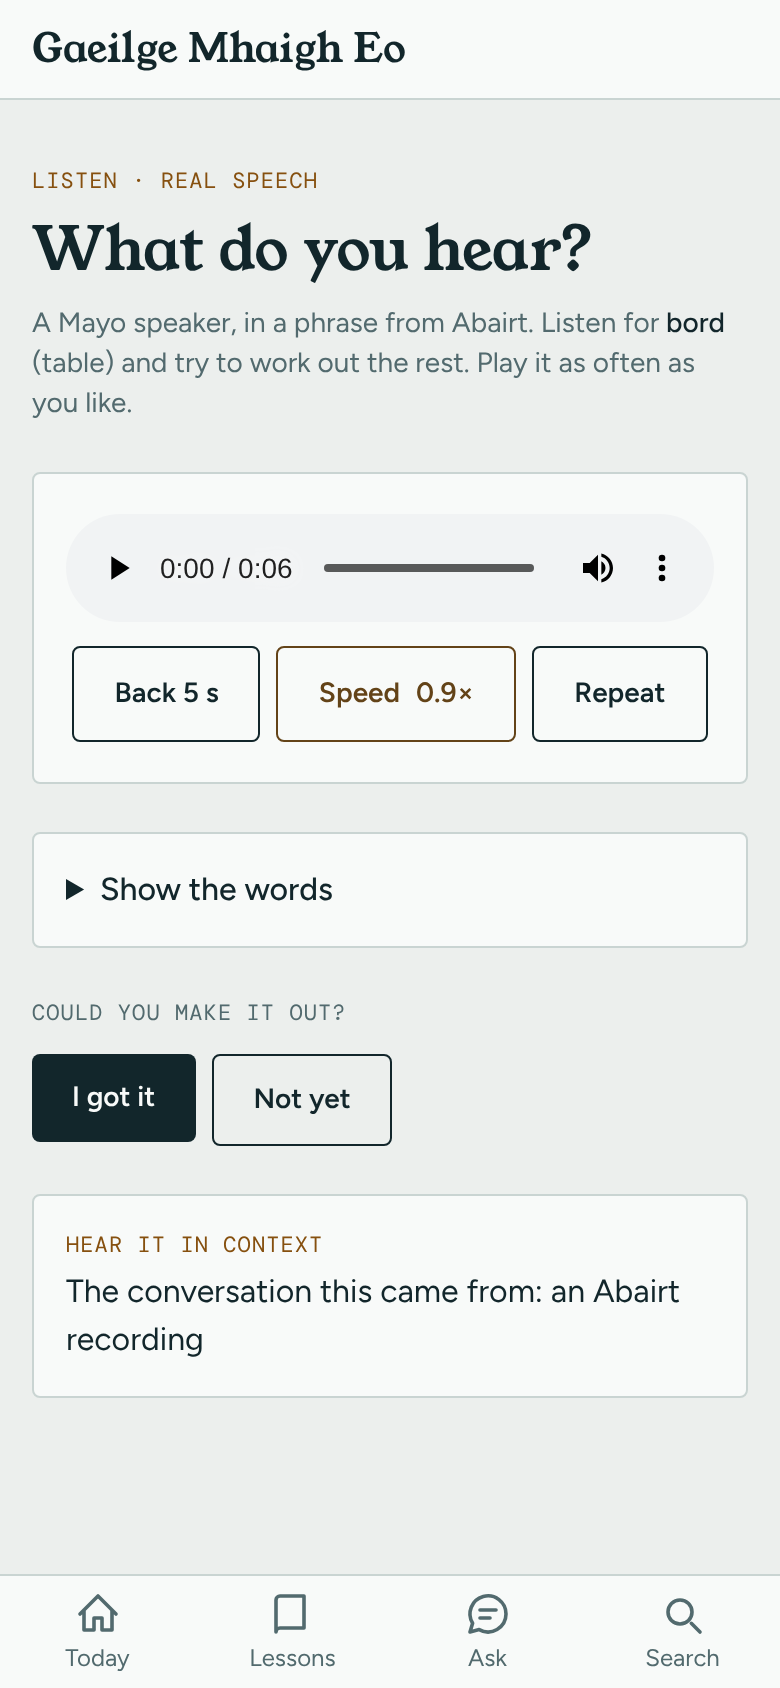 Gaeilge Mhaigh Eo
LISTEN · REAL SPEECH
What do you hear?
A Mayo speaker, in a phrase from Abairt. Listen for bord
(table) and try to work out the rest. Play it as often as
you like.
0:00 / 0:06
Back 5 s
Speed 0.9×
Repeat
Show the words
COULD YOU MAKE IT OUT?
I got it
Not yet
HEAR IT IN CONTEXT
The conversation this came from: an Abairt
recording
Today
Lessons
Ask
Search